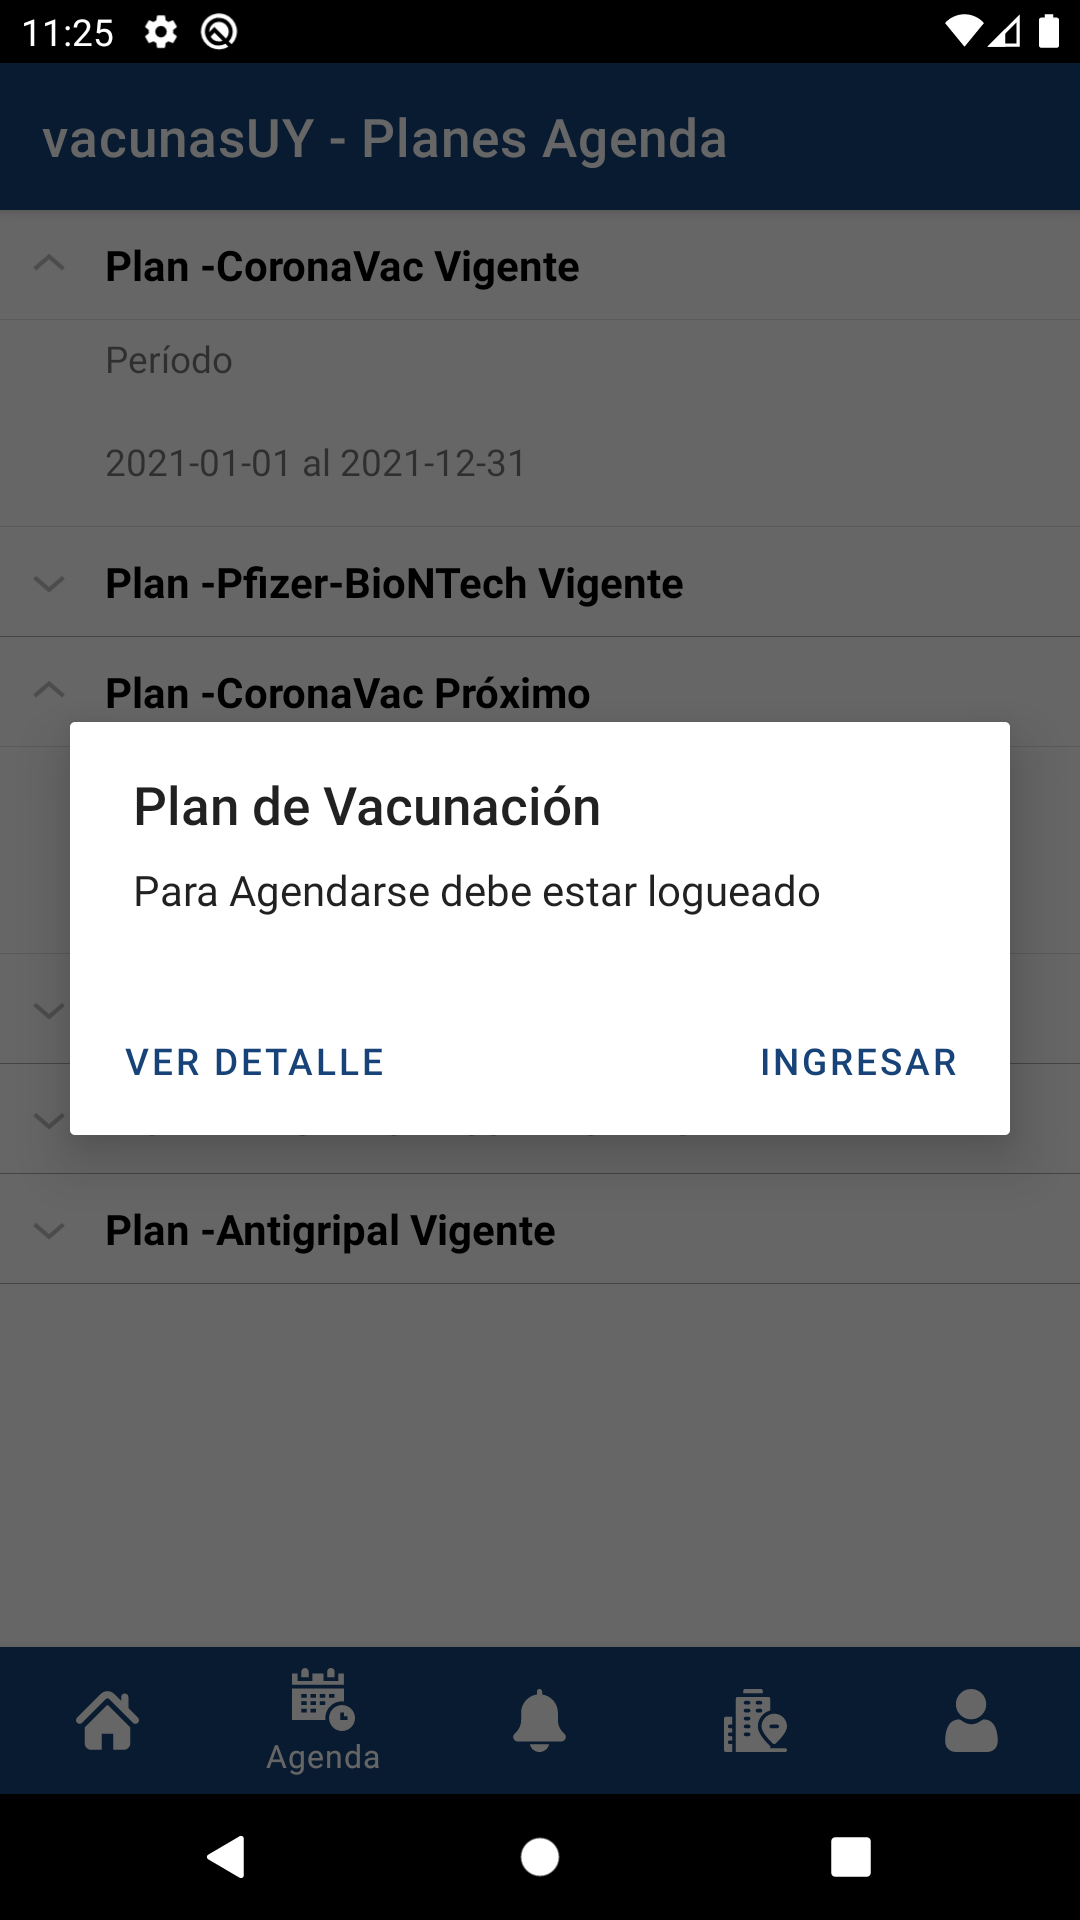 11:25
vacunasUY - Planes Agenda
Plan -CoronaVac Vigente
Período
2021-01-01 al 2021-12-31
Plan -Pfizer-BioNTech Vigente
Plan -CoronaVac Próximo
Plan de Vacunación
Para Agendarse debe estar logueado
VER DETALLE
INGRESAR
Plan -Antigripal Vigente
Agenda